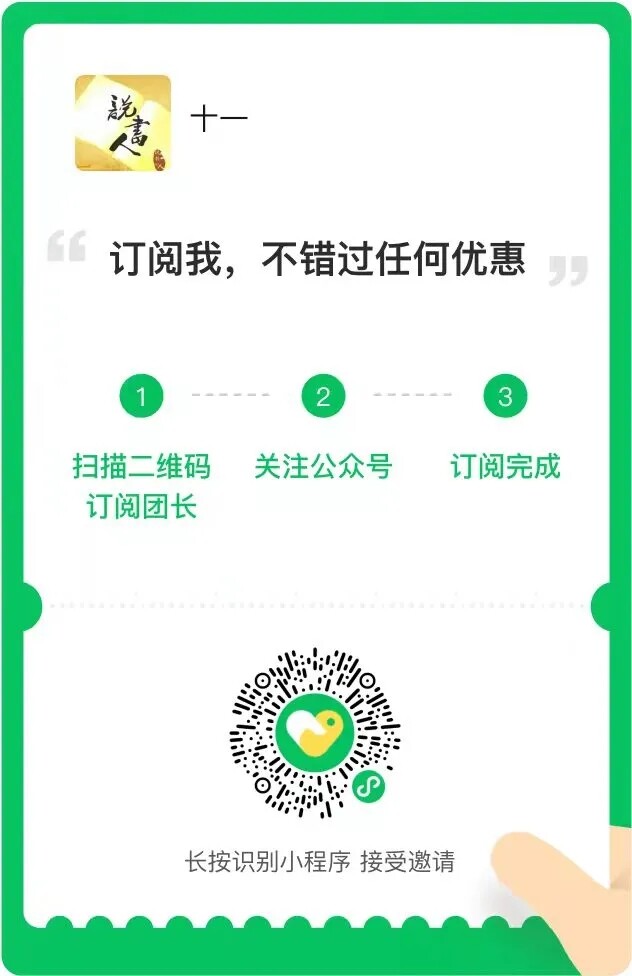 説書人
十一
订阅我，不错过任何优惠
1
2
3
扫描二维码
订阅团长
关注公众号
订阅完成
长按识别小程序 接受邀请